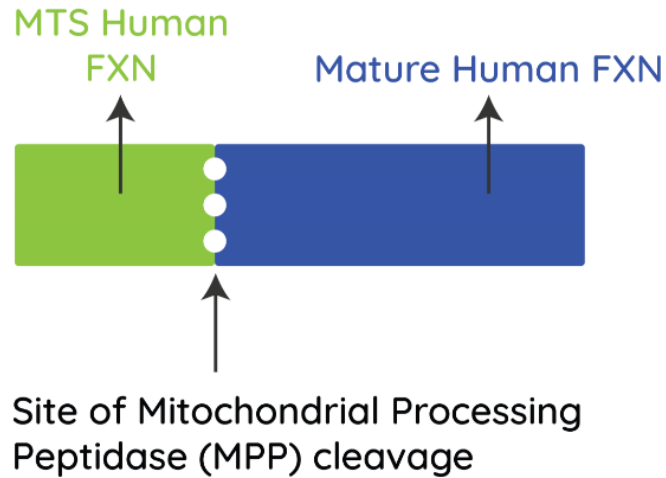 MTS Human
FXN
Mature Human FXN
Site of Mitochondrial Processing
Peptidase (MPP) cleavage